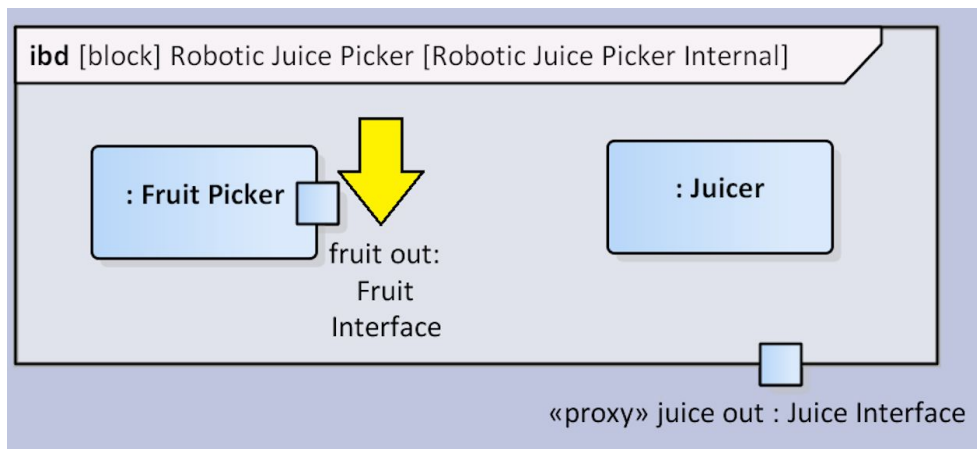 ibd [block] Robotic Juice Picker [Robotic Juice Picker Internal]
: Fruit Picker
: Juicer
fruit out:
Fruit
Interface
«proxy» juice out : Juice Interface